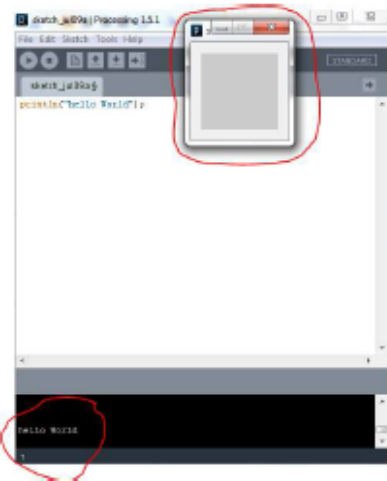 sketch_jul09a | Processing 1.5.1
File Edit Sketch Tools Help
STANDARD
sketch_jul09a §
println("hello World");
hello World
1